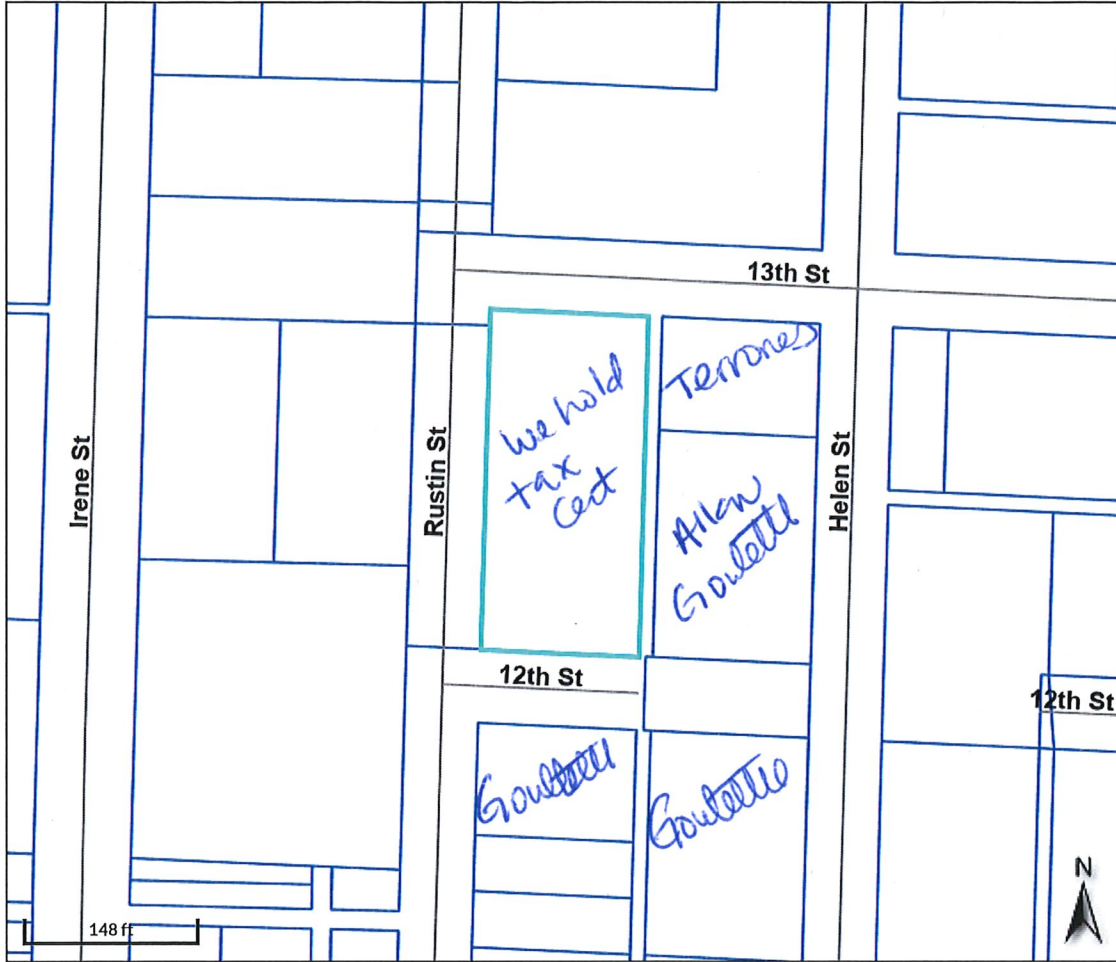 13th St
Terrones
We hold
tax
Cert
Irene St
Rustin St
Helen St
Allan
Goulette
12th St
12th St
Goulette
Goulette
148 ft
N